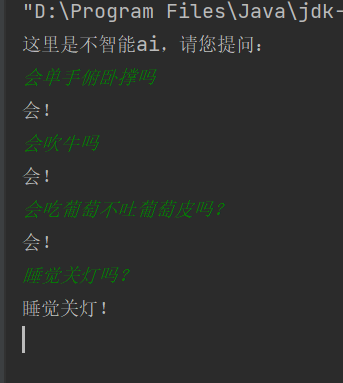 "D:\Program Files\Java\jdk-
这里是不智能ai，请您提问：
会单手俯卧撑吗
会！
会吹牛吗
会！
会吃葡萄不吐葡萄皮吗？
会！
睡觉关灯吗？
睡觉关灯！